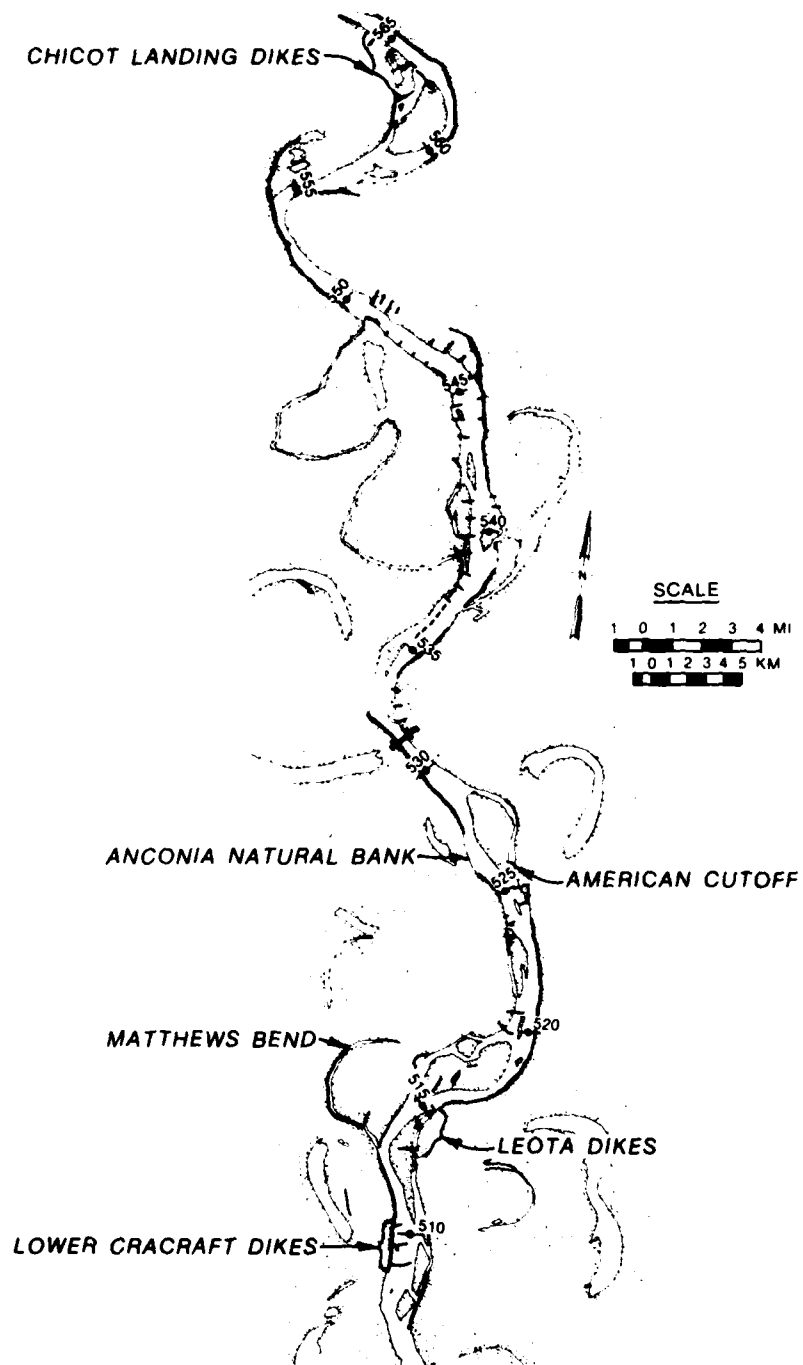 565
CHICOT LANDING DIKES
560
555
550
545
540
N
SCALE
1 0 1 2 3 4 MI
1 0 1 2 3 4 5 KM
535
530
ANCONIA NATURAL BANK
525
AMERICAN CUTOFF
520
MATTHEWS BEND
515
LEOTA DIKES
510
LOWER CRACRAFT DIKES